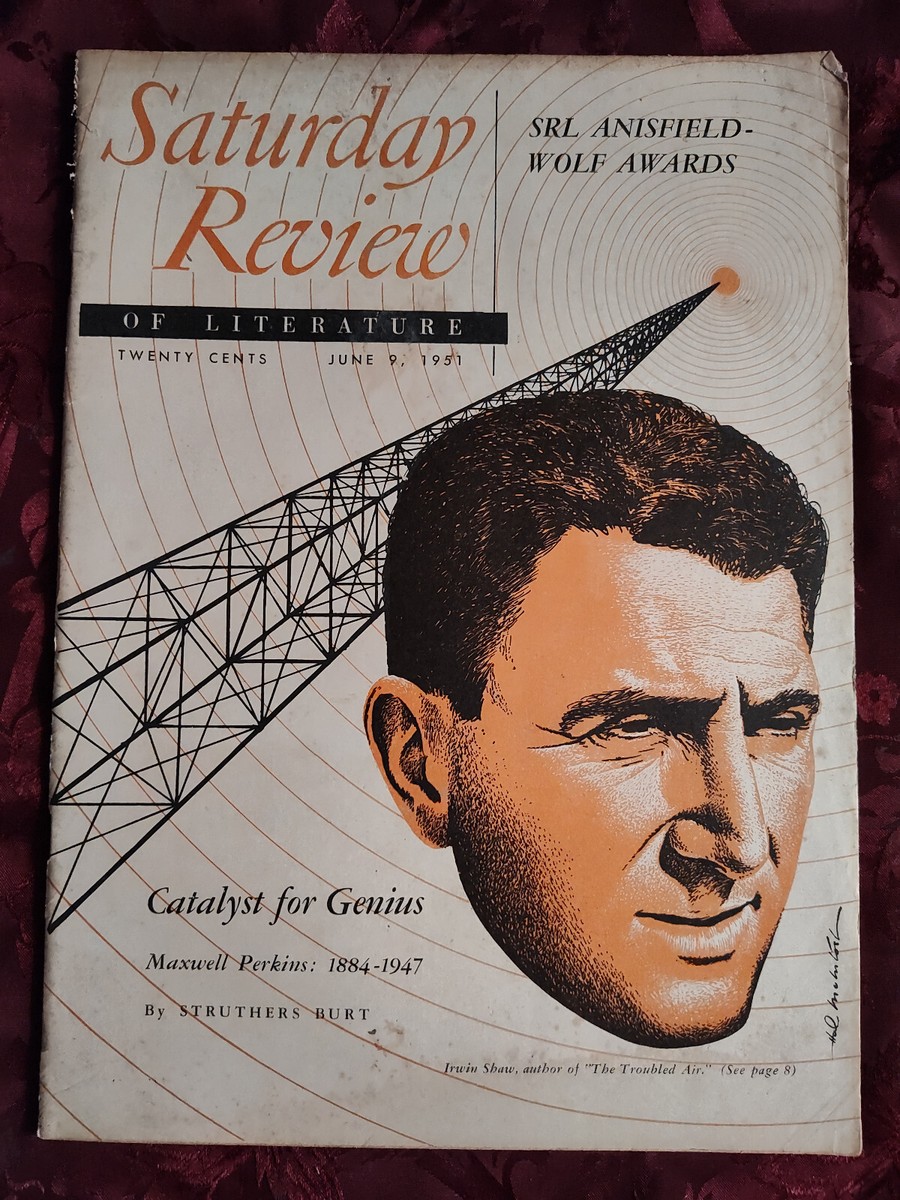 Saturday
Review
OF LITERATURE
TWENTY CENTS JUNE 9, 1951
SRL ANISFIELD-
WOLF AWARDS
Catalyst for Genius
Maxwell Perkins: 1884-1947
By STRUTHERS BURT
Irwin Shaw, author of "The Troubled Air." (See page 8)